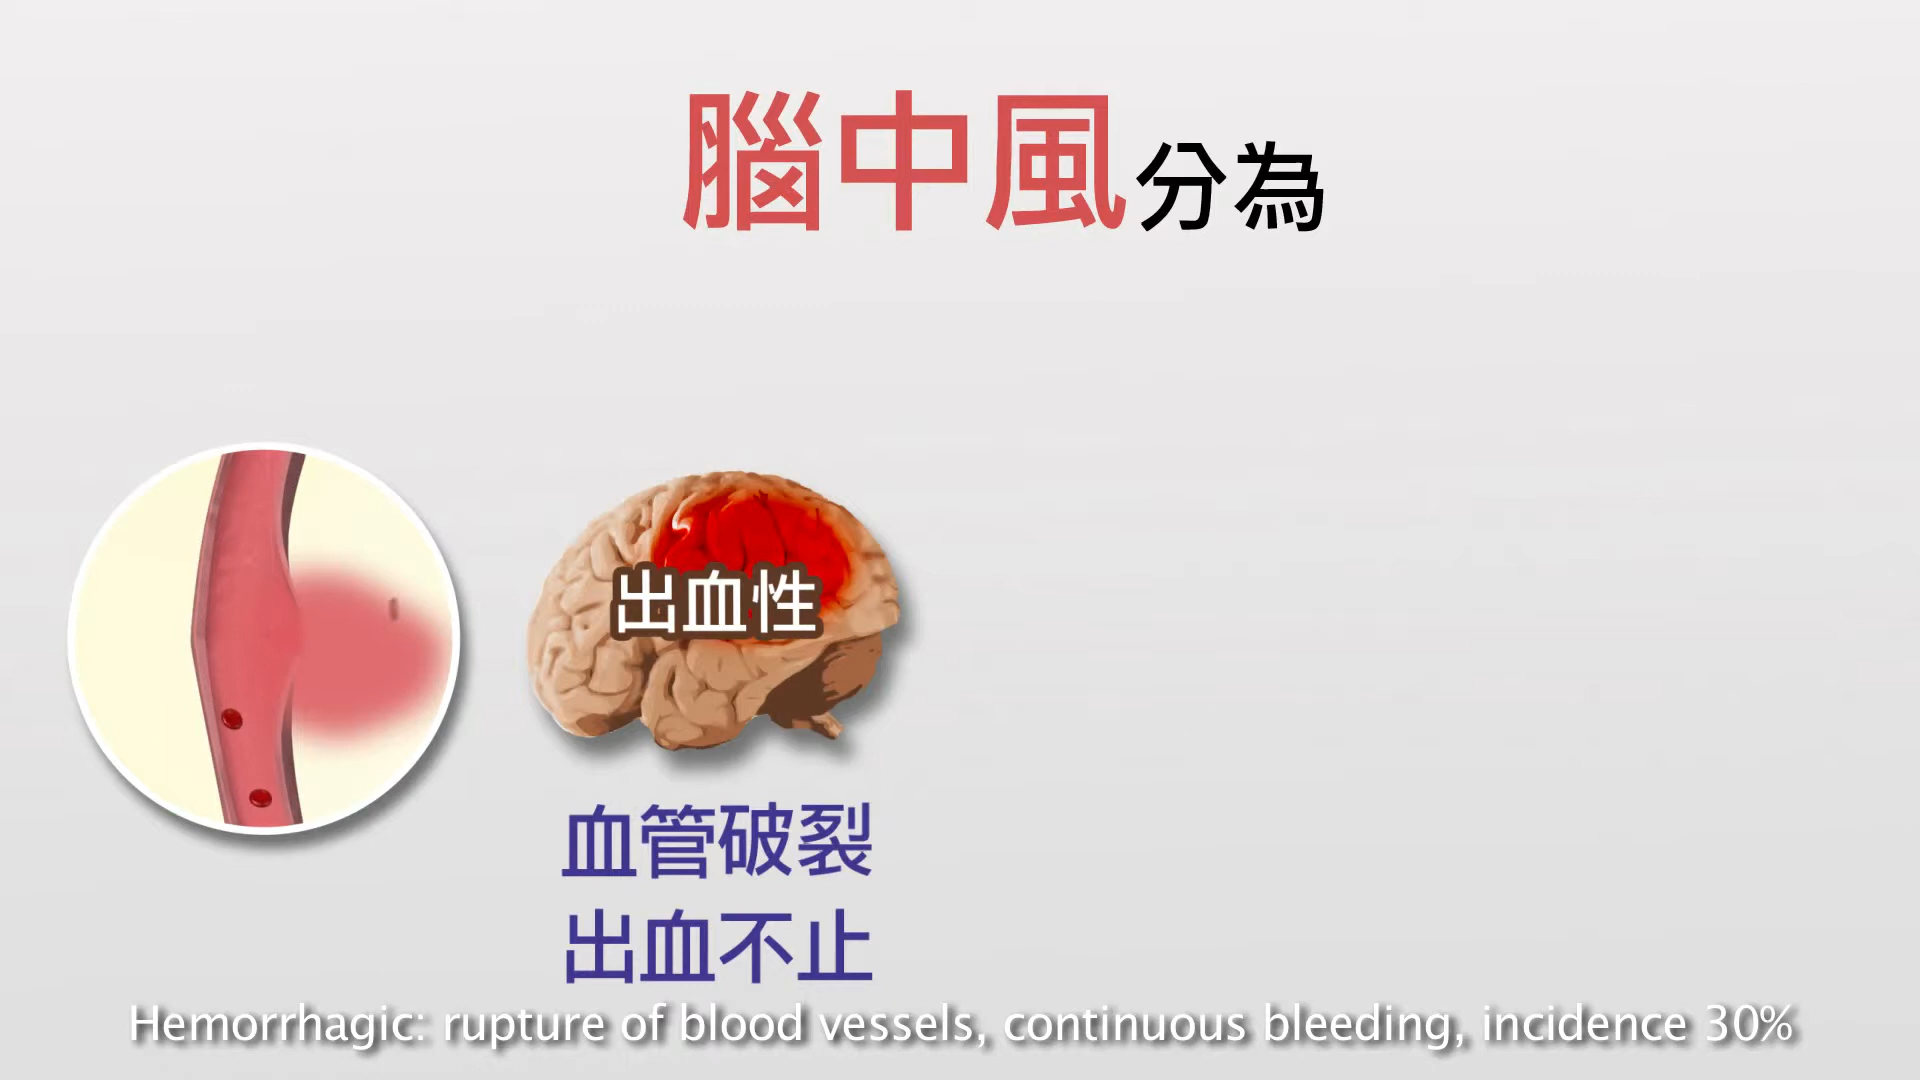 腦中風分為
出血性
血管破裂
出血不止
Hemorrhagic: rupture of blood vessels, continuous bleeding, incidence 30%